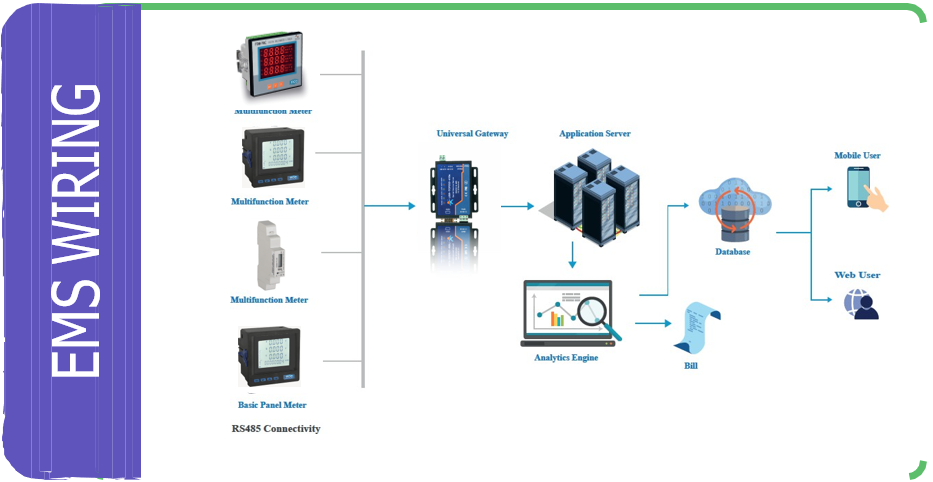 EMS WIRING
Multifunction Meter
Multifunction Meter
Multifunction Meter
Basic Panel Meter
RS485 Connectivity
Universal Gateway
Application Server
Analytics Engine
Bill
Database
Mobile User
Web User